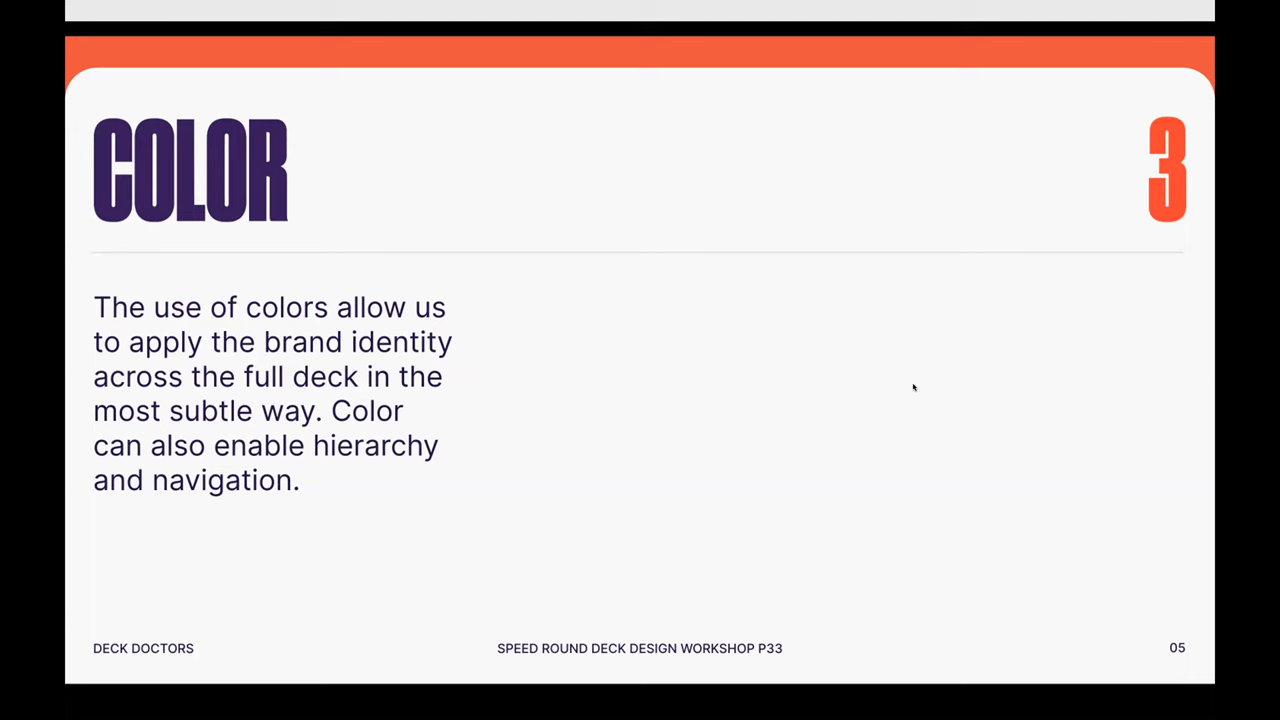 COLOR
3
The use of colors allow us
to apply the brand identity
across the full deck in the
most subtle way. Color
can also enable hierarchy
and navigation.
DECK DOCTORS
SPEED ROUND DECK DESIGN WORKSHOP P33
05